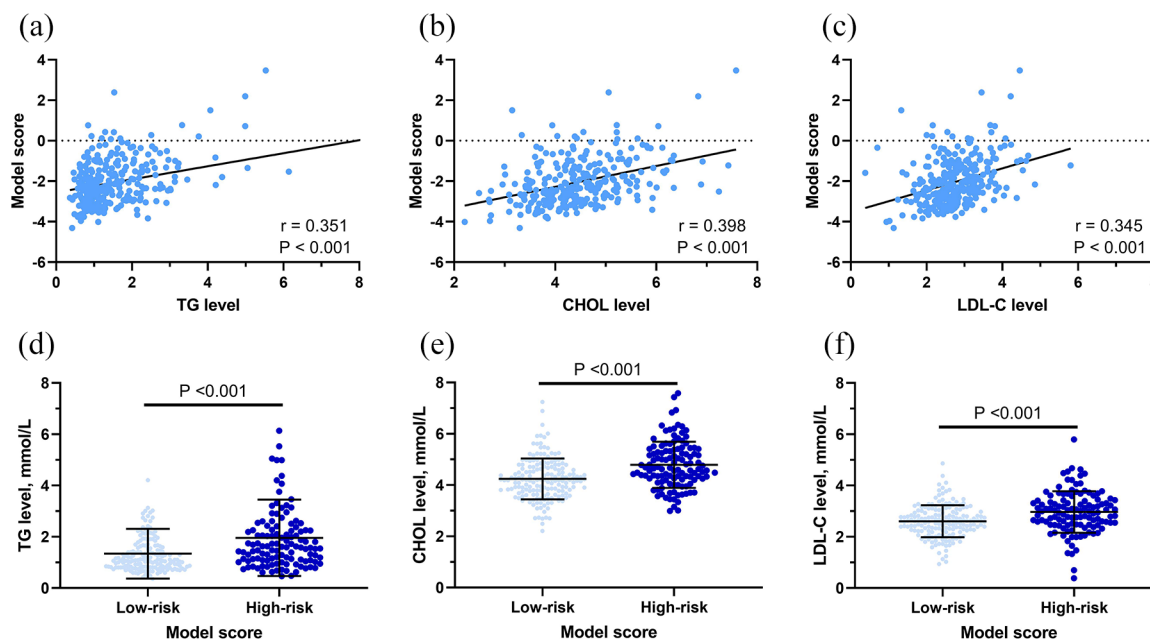 (a)
4
2
0
-2
-4
-6
Model score
r = 0.351
P < 0.001
0 2 4 6 8
TG level
(b)
4
2
0
-2
-4
-6
Model score
r = 0.398
P < 0.001
2 4 6 8
CHOL level
(c)
4
2
0
-2
-4
-6
Model score
r = 0.345
P < 0.001
0 2 4 6 8
LDL-C level
(d)
8
6
4
2
0
TG level, mmol/L
P <0.001
Low-risk High-risk
Model score
(e)
8
6
4
2
0
CHOL level, mmol/L
P <0.001
Low-risk High-risk
Model score
(f)
8
6
4
2
0
LDL-C level, mmol/L
P <0.001
Low-risk High-risk
Model score